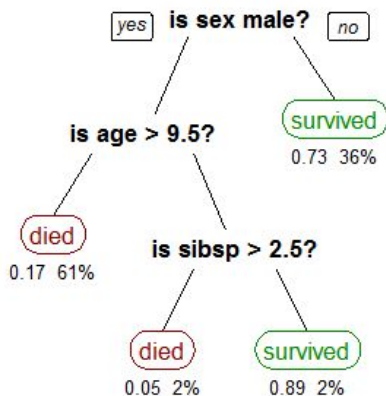 yes is sex male? no
survived
is age > 9.5?
0.73 36%
died
is sibsp > 2.5?
0.17 61%
died survived
0.05 2% 0.89 2%